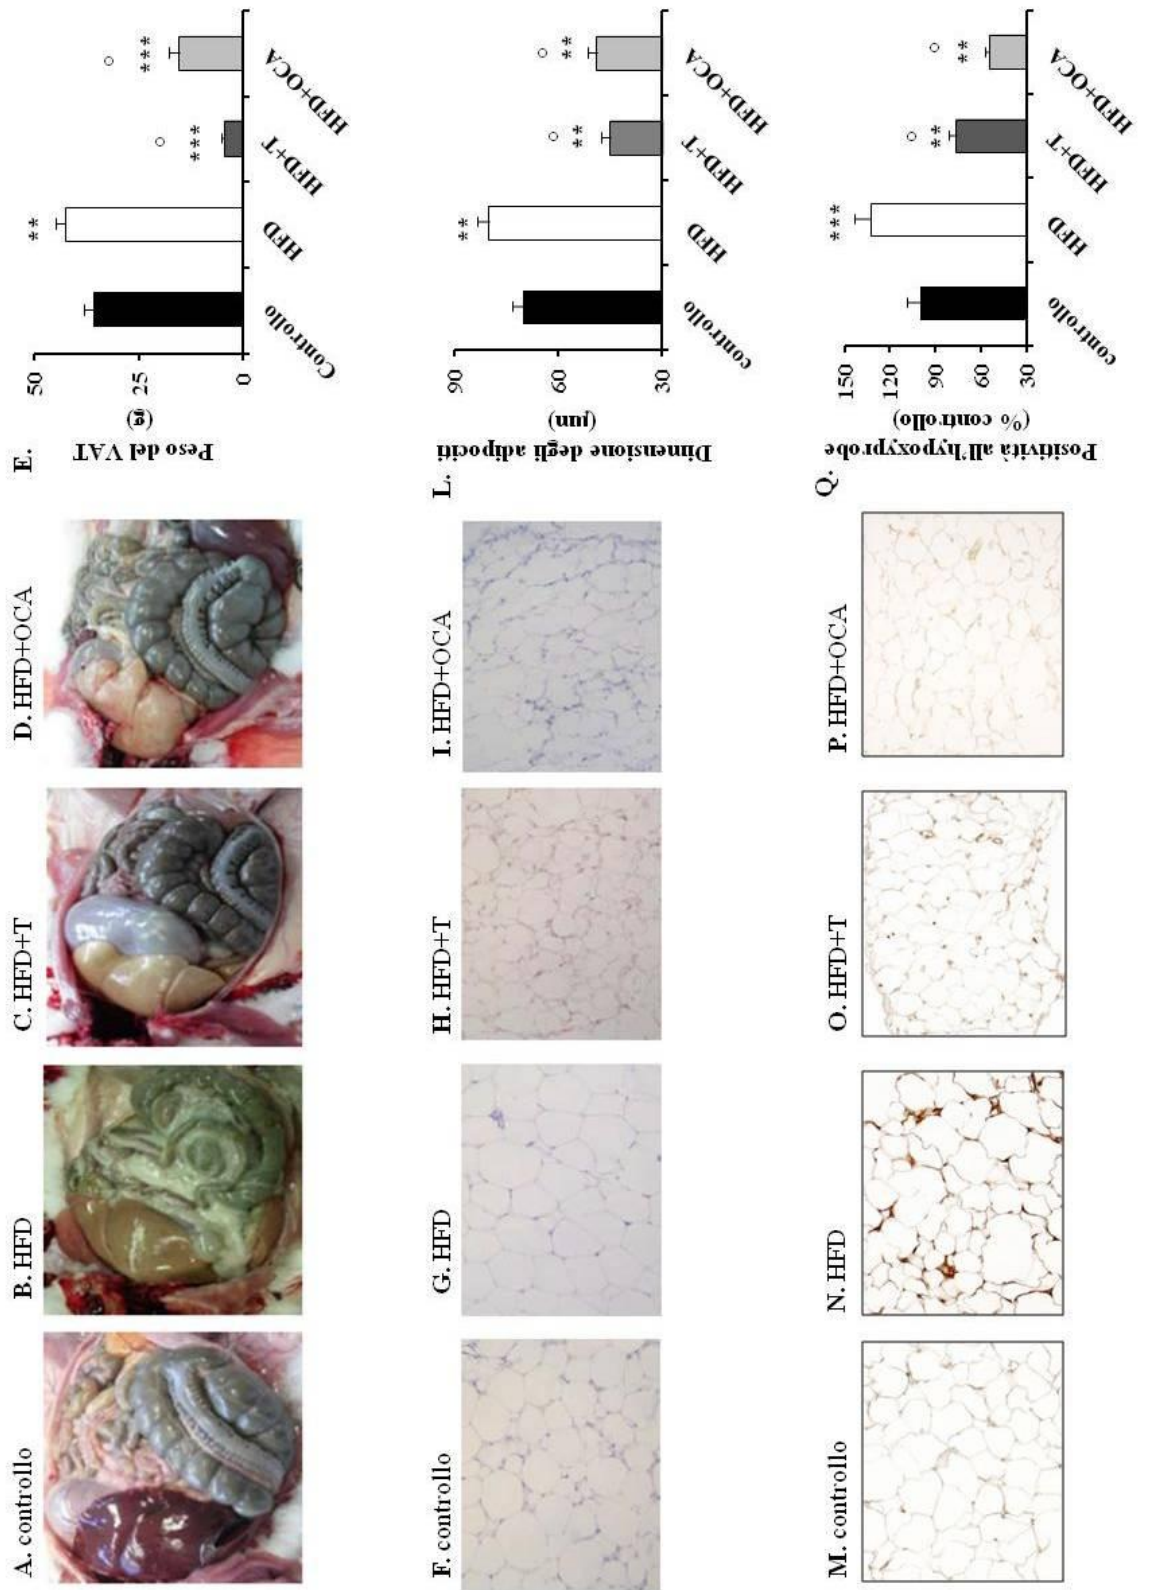 A. controllo
B. HFD
C. HFD+T
D. HFD+OCA
E.
Peso del VAT
(g)
50
25
0
Controllo
HFD
HFD+T
HFD+OCA
**
***
○
***
○
F. controllo
G. HFD
H. HFD+T
I. HFD+OCA
L.
Dimensione degli adipociti
(µm)
90
60
30
controllo
HFD
HFD+T
HFD+OCA
**
**
○
**
○
M. controllo
N. HFD
O. HFD+T
P. HFD+OCA
Q.
Positività all'hypoxyprobe
(% controllo)
150
120
90
60
30
controllo
HFD
HFD+T
HFD+OCA
***
**
○
**
○